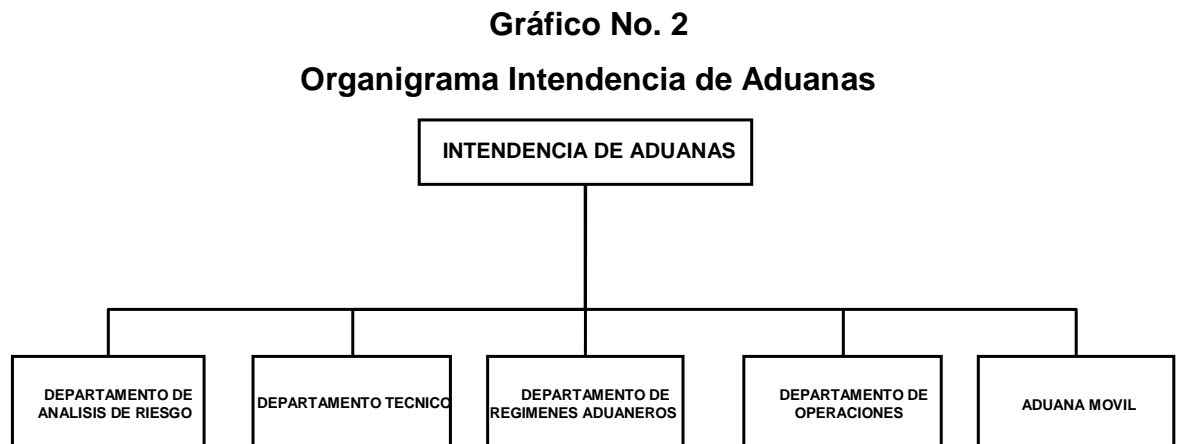 Gráfico No. 2
Organigrama Intendencia de Aduanas
INTENDENCIA DE ADUANAS
DEPARTAMENTO DE
ANALISIS DE RIESGO
DEPARTAMENTO TECNICO
DEPARTAMENTO DE
REGIMENES ADUANEROS
DEPARTAMENTO DE
OPERACIONES
ADUANA MOVIL